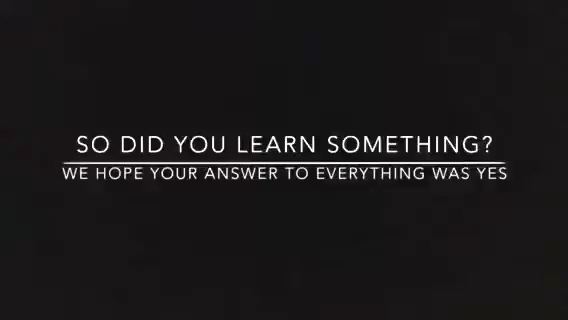 SO DID YOU LEARN SOMETHING?
WE HOPE YOUR ANSWER TO EVERYTHING WAS YES